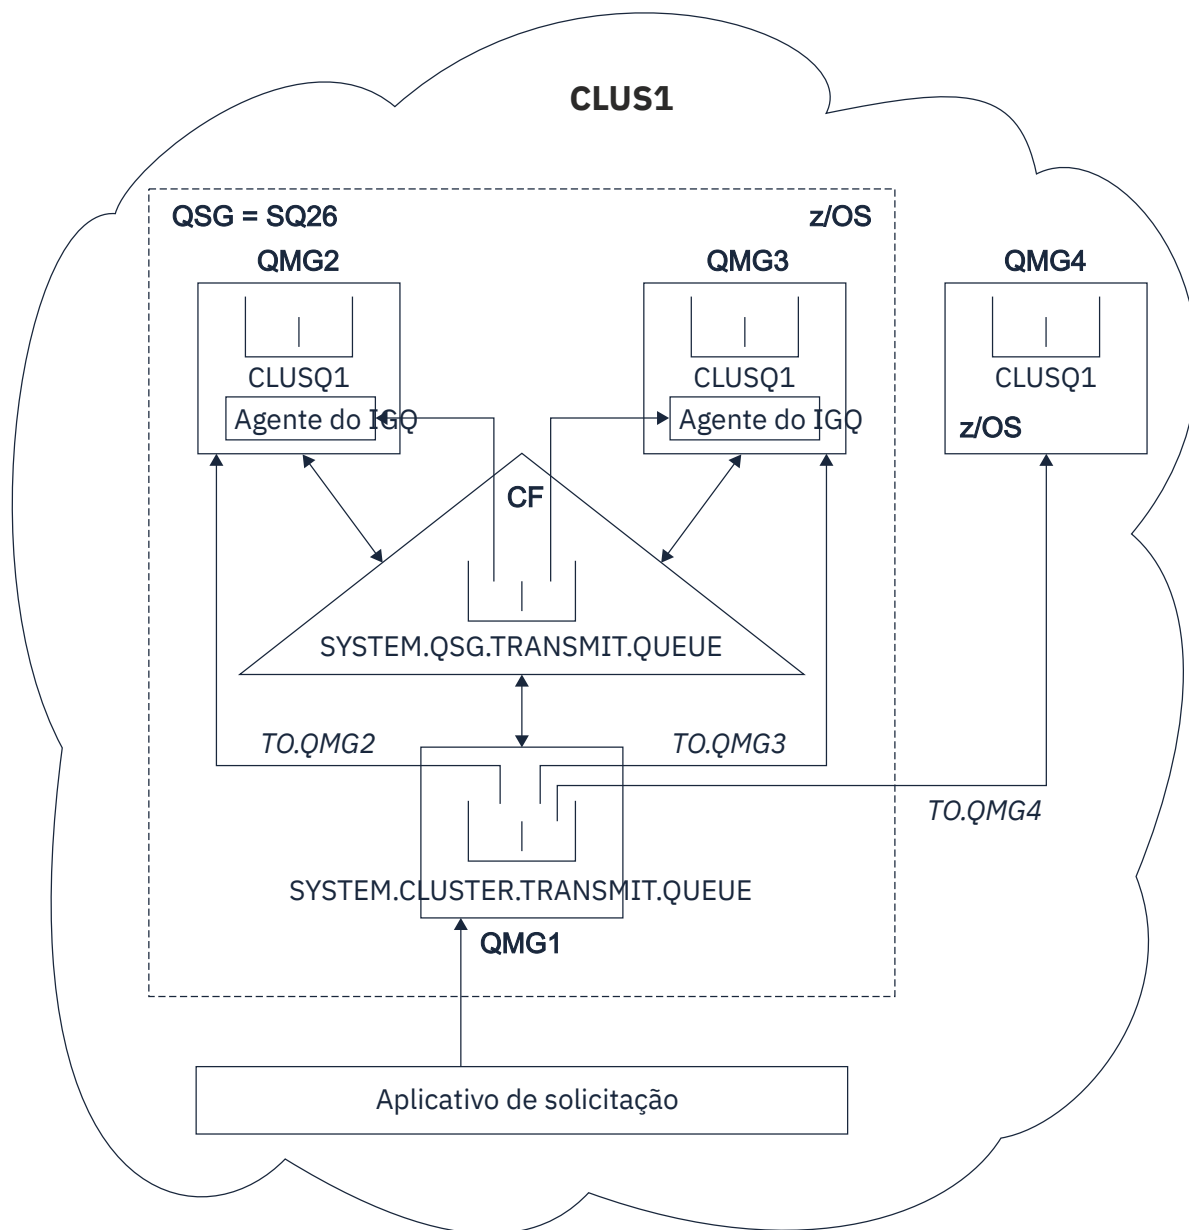 CLUS1
QSG = SQ26
z/OS
QMG2
QMG3
QMG4
CLUSQ1
CLUSQ1
CLUSQ1
Agente do IGQ
Agente do IGQ
z/OS
CF
SYSTEM.QSG.TRANSMIT.QUEUE
TO.QMG2
TO.QMG3
TO.QMG4
SYSTEM.CLUSTER.TRANSMIT.QUEUE
QMG1
Aplicativo de solicitação